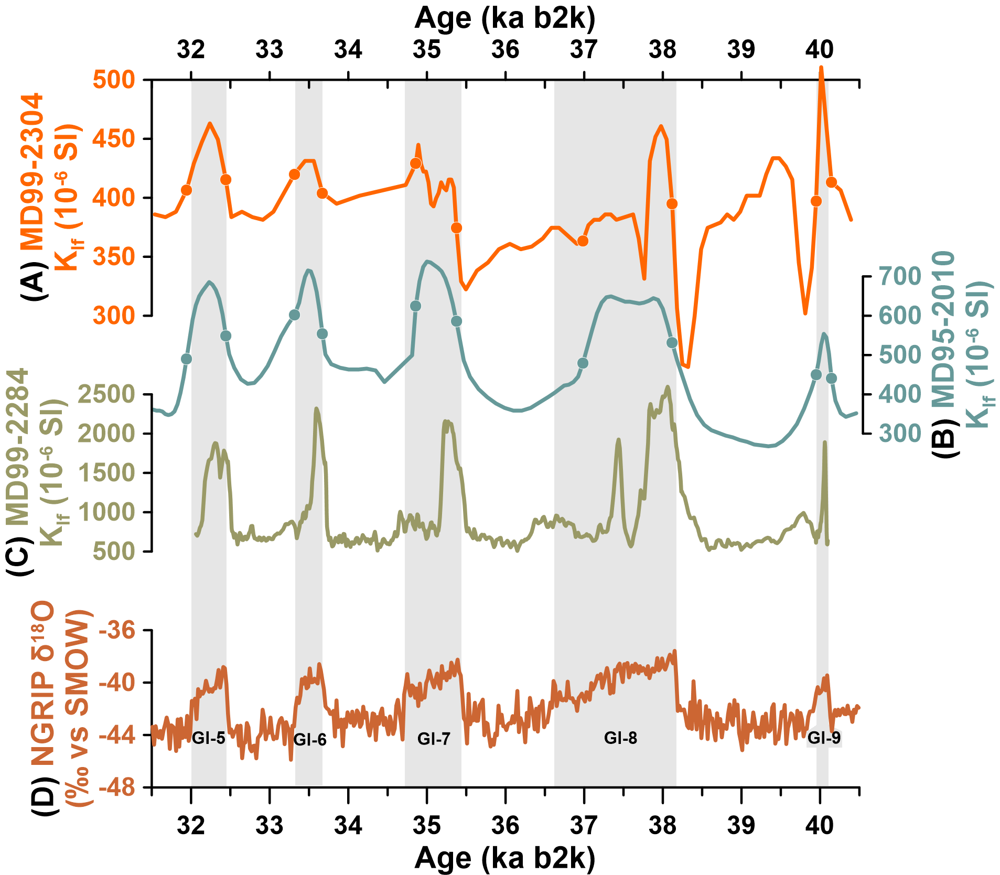 Age (ka b2k)
32 33 34 35 36 37 38 39 40
(A) MD99-2304
K_lf (10⁻⁶ SI)
500
450
400
350
300
(B) MD95-2010
K_lf (10⁻⁶ SI)
700
600
500
400
300
(C) MD99-2284
K_lf (10⁻⁶ SI)
2500
2000
1500
1000
500
(D) NGRIP δ¹⁸O
(‰ vs SMOW)
-36
-40
-44
-48
GI-5 GI-6 GI-7 GI-8 GI-9
32 33 34 35 36 37 38 39 40
Age (ka b2k)